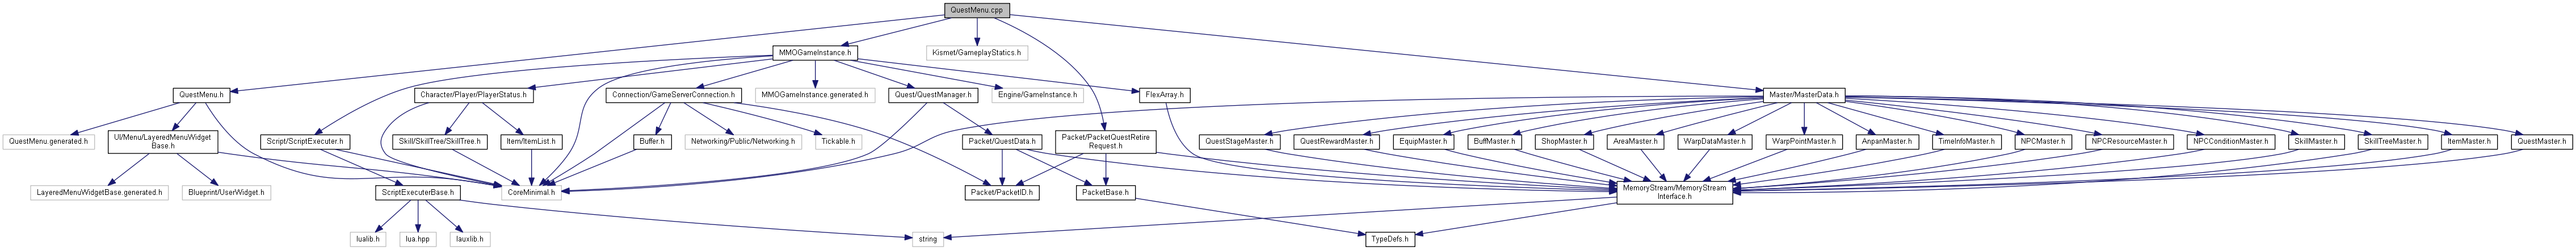 QuestMenu.cpp
MMOGameInstance.h
Kismet/GameplayStatics.h
QuestMenu.h
Character/Player/PlayerStatus.h
Connection/GameServerConnection.h
MMOGameInstance.generated.h
Quest/QuestManager.h
Engine/GameInstance.h
FlexArray.h
Master/MasterData.h
QuestMenu.generated.h
UI/Menu/LayeredMenuWidget
Base.h
Script/ScriptExecuter.h
Skill/SkillTree/SkillTree.h
Item/ItemList.h
Buffer.h
Networking/Public/Networking.h
Tickable.h
Packet/QuestData.h
Packet/PacketQuestRetire
Request.h
QuestStageMaster.h
QuestRewardMaster.h
EquipMaster.h
BuffMaster.h
ShopMaster.h
AreaMaster.h
WarpDataMaster.h
WarpPointMaster.h
AnpanMaster.h
TimeInfoMaster.h
NPCMaster.h
NPCResourceMaster.h
NPCConditionMaster.h
SkillMaster.h
SkillTreeMaster.h
ItemMaster.h
QuestMaster.h
LayeredMenuWidgetBase.generated.h
Blueprint/UserWidget.h
ScriptExecuterBase.h
CoreMinimal.h
Packet/PacketID.h
PacketBase.h
MemoryStream/MemoryStream
Interface.h
lualib.h
lua.hpp
lauxlib.h
string
TypeDefs.h